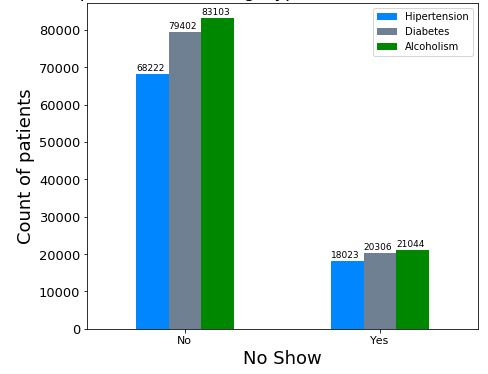 83103
79402
68222
21044
20306
18023
Hipertension
Diabetes
Alcoholism
80000
70000
60000
50000
40000
30000
20000
10000
0
Count of patients
No
Yes
No Show